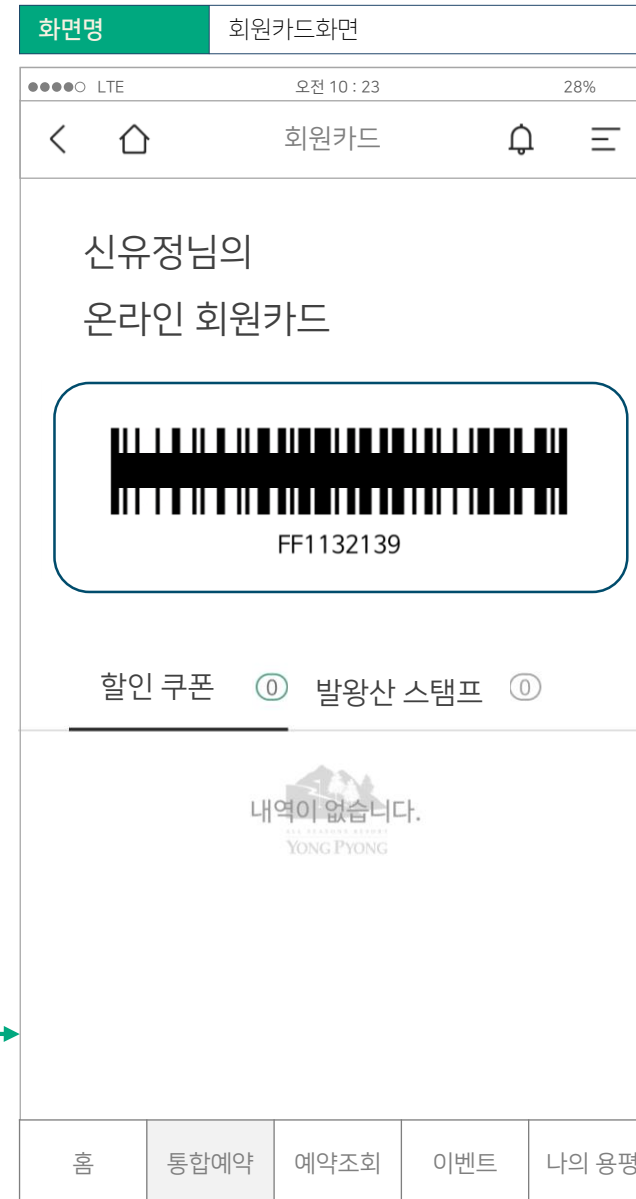 화면명 회원카드화면
LTE 오전 10 : 23 28%
회원카드
신유정님의
온라인 회원카드
FF1132139
할인 쿠폰 0 발왕산 스탬프 0
내역이 없습니다.
ALL SEASONS RESORT
YONG PYONG
홈 통합예약 예약조회 이벤트 나의 용평